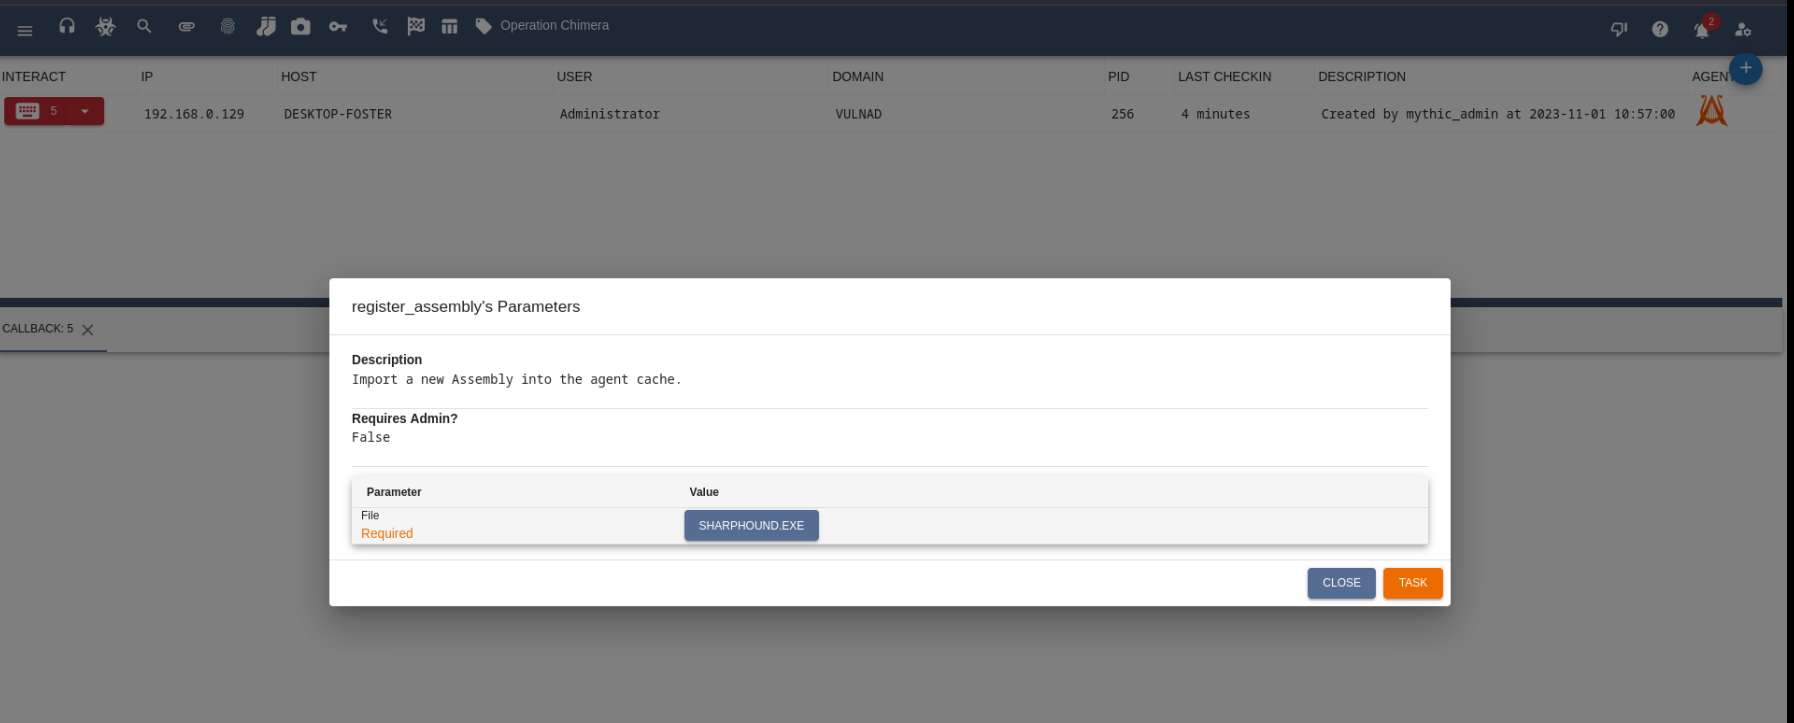 Operation Chimera
2
INTERACT IP HOST USER DOMAIN PID LAST CHECKIN DESCRIPTION AGENT
+
5 192.168.0.129 DESKTOP-FOSTER Administrator VULNAD 256 4 minutes Created by mythic_admin at 2023-11-01 10:57:00
CALLBACK: 5
register_assembly's Parameters
Description
Import a new Assembly into the agent cache.
Requires Admin?
False
Parameter Value
File
Required
SHARPHOUND.EXE
CLOSE TASK